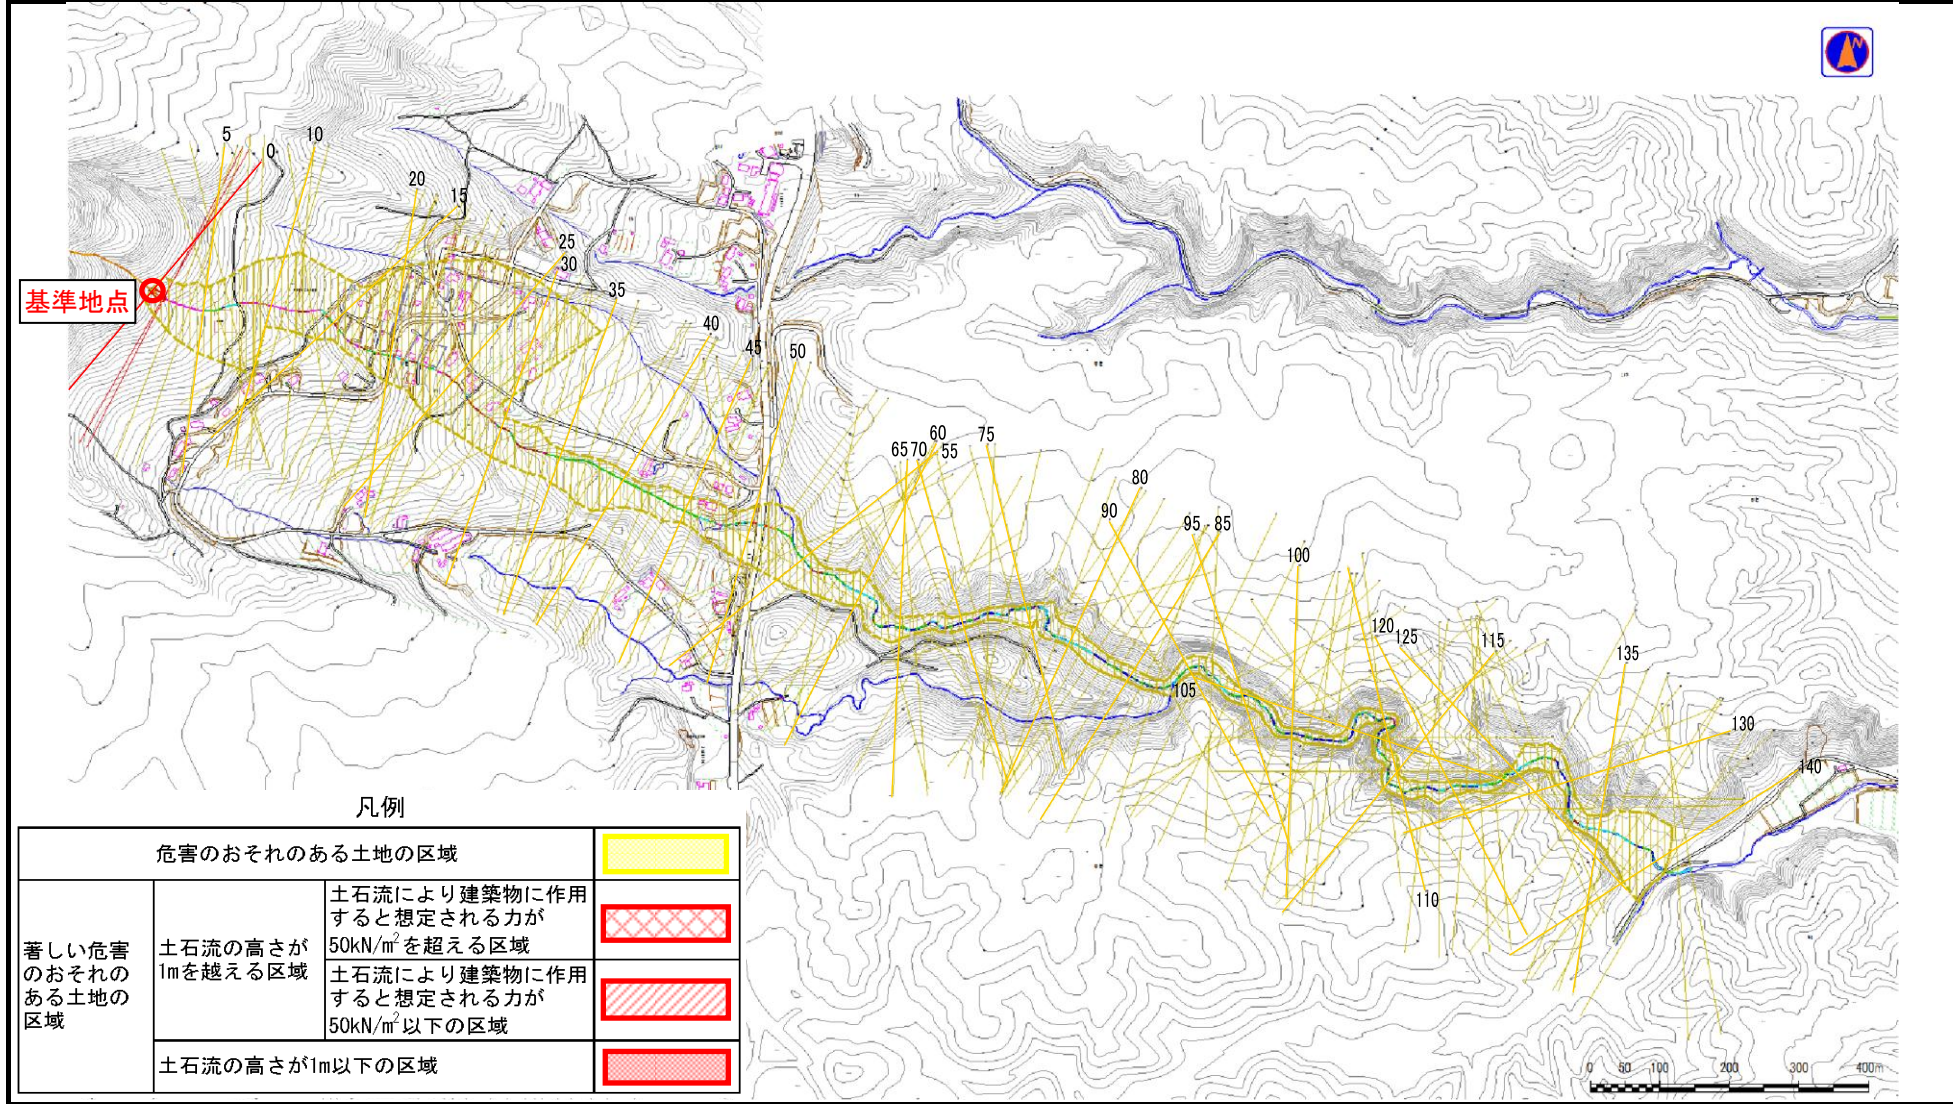 N
5
0
10
20
15
25
30
35
40
45
50
基準地点
60
65 70 55
75
80
90
95 85
100
105
120
125
115
135
130
140
110
凡例
危害のおそれのある土地の区域
著しい危害
のおそれの
ある土地の
区域
土石流の高さが
1mを越える区域
土石流により建築物に作用
すると想定される力が
50kN/m²を超える区域
土石流により建築物に作用
すると想定される力が
50kN/m²以下の区域
土石流の高さが1m以下の区域
0 50 100 200 300 400m